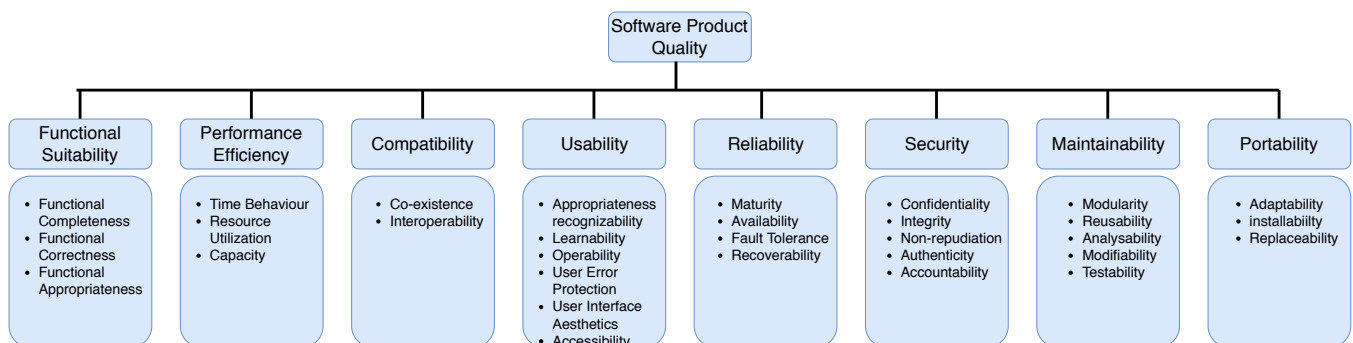 Software Product
Quality
Functional
Suitability
Performance
Efficiency
Compatibility
Usability
Reliability
Security
Maintainability
Portability
• Functional
Completeness
• Functional
Correctness
• Functional
Appropriateness
• Time Behaviour
• Resource
Utilization
• Capacity
• Co-existence
• Interoperability
• Appropriateness
recognizability
• Learnability
• Operability
• User Error
Protection
• User Interface
Aesthetics
• Accessibility
• Maturity
• Availability
• Fault Tolerance
• Recoverability
• Confidentiality
• Integrity
• Non-repudiation
• Authenticity
• Accountability
• Modularity
• Reusability
• Analysability
• Modifiability
• Testability
• Adaptability
• installabiilty
• Replaceability